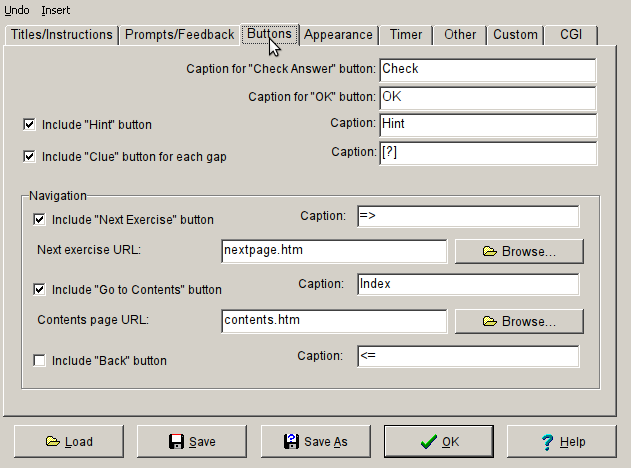 Undo Insert
Titles/Instructions Prompts/Feedback Buttons Appearance Timer Other Custom CGI
Caption for "Check Answer" button: Check
Caption for "OK" button: OK
Include "Hint" button Caption: Hint
Include "Clue" button for each gap Caption: [?]
Navigation
Include "Next Exercise" button Caption: =>
Next exercise URL: nextpage.htm Browse...
Include "Go to Contents" button Caption: Index
Contents page URL: contents.htm Browse...
Include "Back" button Caption: <=
Load Save Save As OK Help